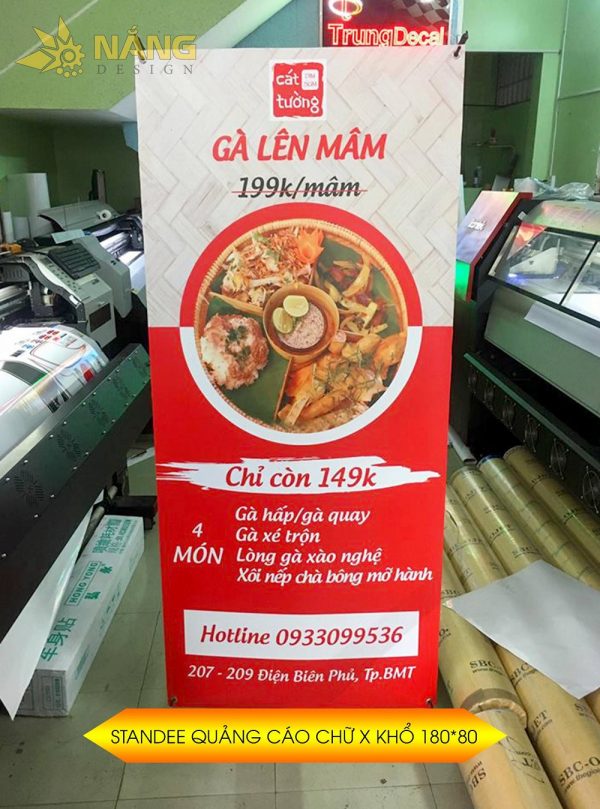 NẮNG
DESIGN
TrungDecal
cát
tường
GÀ LÊN MÂM
199k/mâm
Chỉ còn 149k
4
MÓN
Gà hấp/gà quay
Gà xé trộn
Lòng gà xào nghệ
Xôi nếp chà bông mỡ hành
Hotline 0933099536
207 - 209 Điện Biên Phủ, Tp.BMT
HONG YONG
STANDEE QUẢNG CÁO CHỮ X KHỔ 180*80